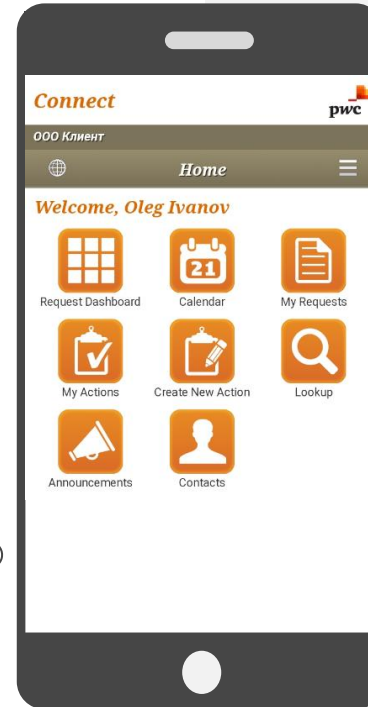 Connect
pwc
ООО Клиент
Home
Welcome, Oleg Ivanov
21
Request Dashboard
Calendar
My Requests
My Actions
Create New Action
Lookup
Announcements
Contacts
)